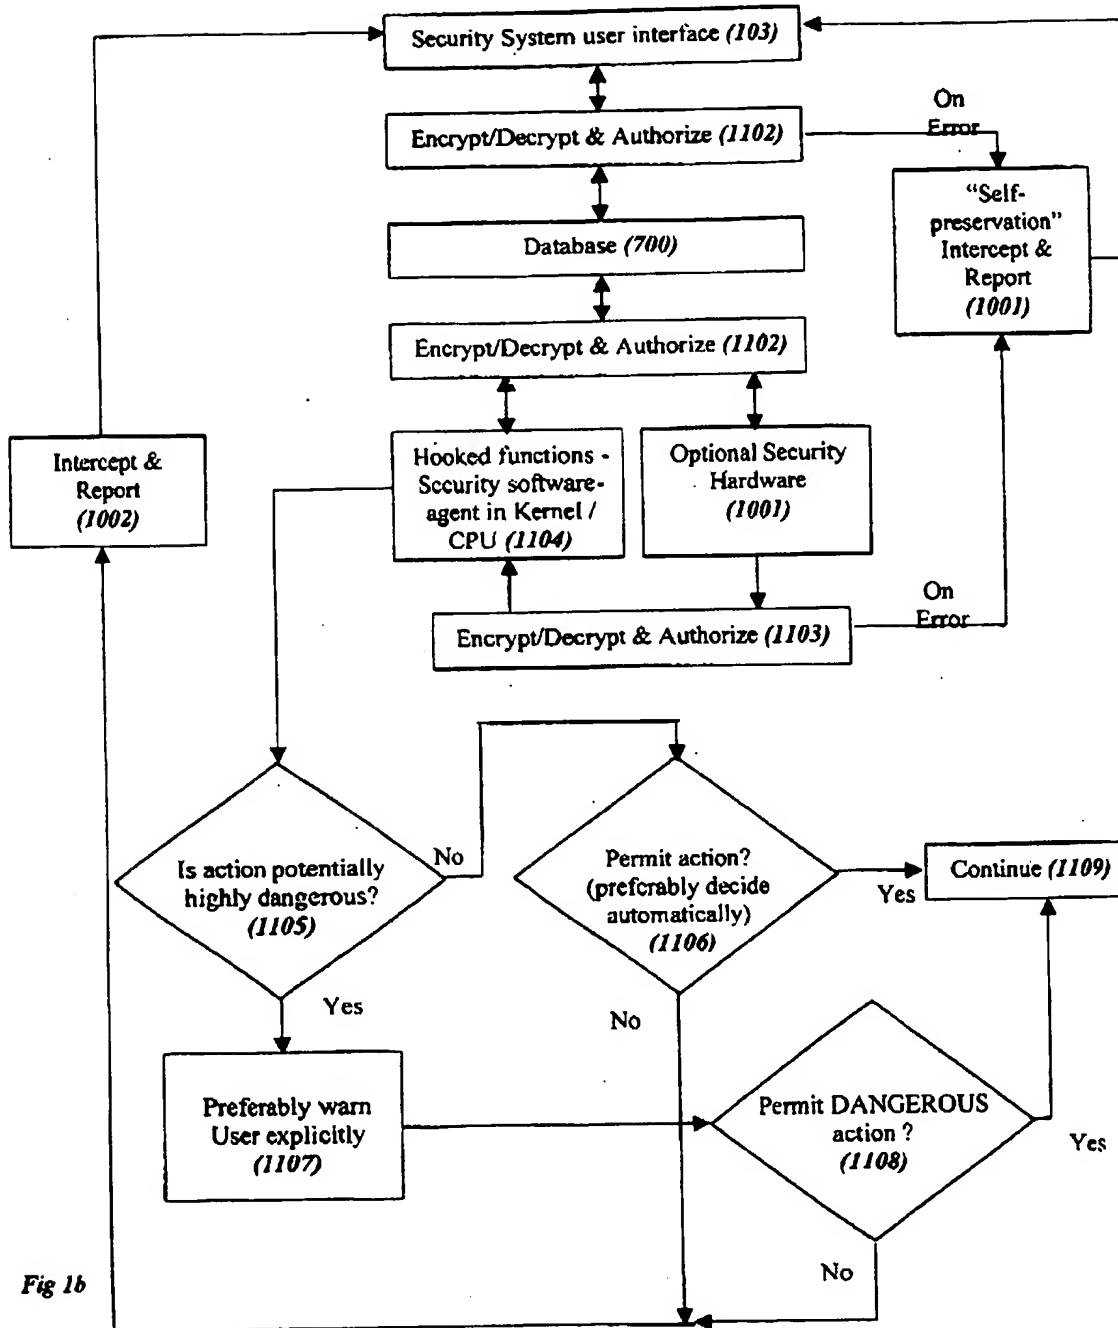 Security System user interface (103)
On
Error
Encrypt/Decrypt & Authorize (1102)
"Self-
preservation"
Intercept &
Report
(1001)
Database (700)
Encrypt/Decrypt & Authorize (1102)
Intercept &
Report
(1002)
Hooked functions -
Security software-
agent in Kernel /
CPU (1104)
Optional Security
Hardware
(1001)
On
Error
Encrypt/Decrypt & Authorize (1103)
Is action potentially
highly dangerous?
(1105)
No
Permit action?
(preferably decide
automatically)
(1106)
Yes
Continue (1109)
Yes
No
Preferably warn
User explicitly
(1107)
Permit DANGEROUS
action ?
(1108)
Yes
No
Fig 1b